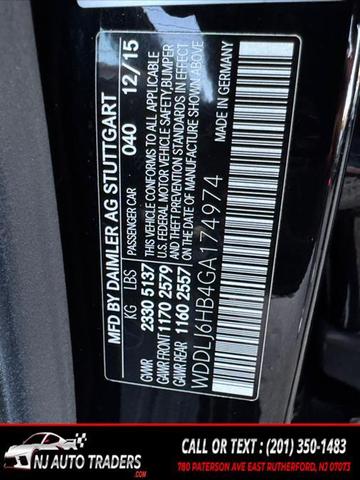 MFD BY DAIMLER AG STUTTGART
PASSENGER CAR 040 12/15
KG LBS
GVWR 2330 5137
GAWR FRONT 1170 2579
GAWR REAR 1160 2557
THIS VEHICLE CONFORMS TO ALL APPLICABLE
U.S. FEDERAL MOTOR VEHICLE SAFETY, BUMPER
AND THEFT PREVENTION STANDARDS IN EFFECT
ON THE DATE OF MANUFACTURE SHOWN ABOVE
WDDLJ6HB4GA174974
MADE IN GERMANY
NJ AUTO TRADERS
.COM
CALL OR TEXT : (201) 350-1483
780 PATERSON AVE EAST RUTHERFORD, NJ 07073